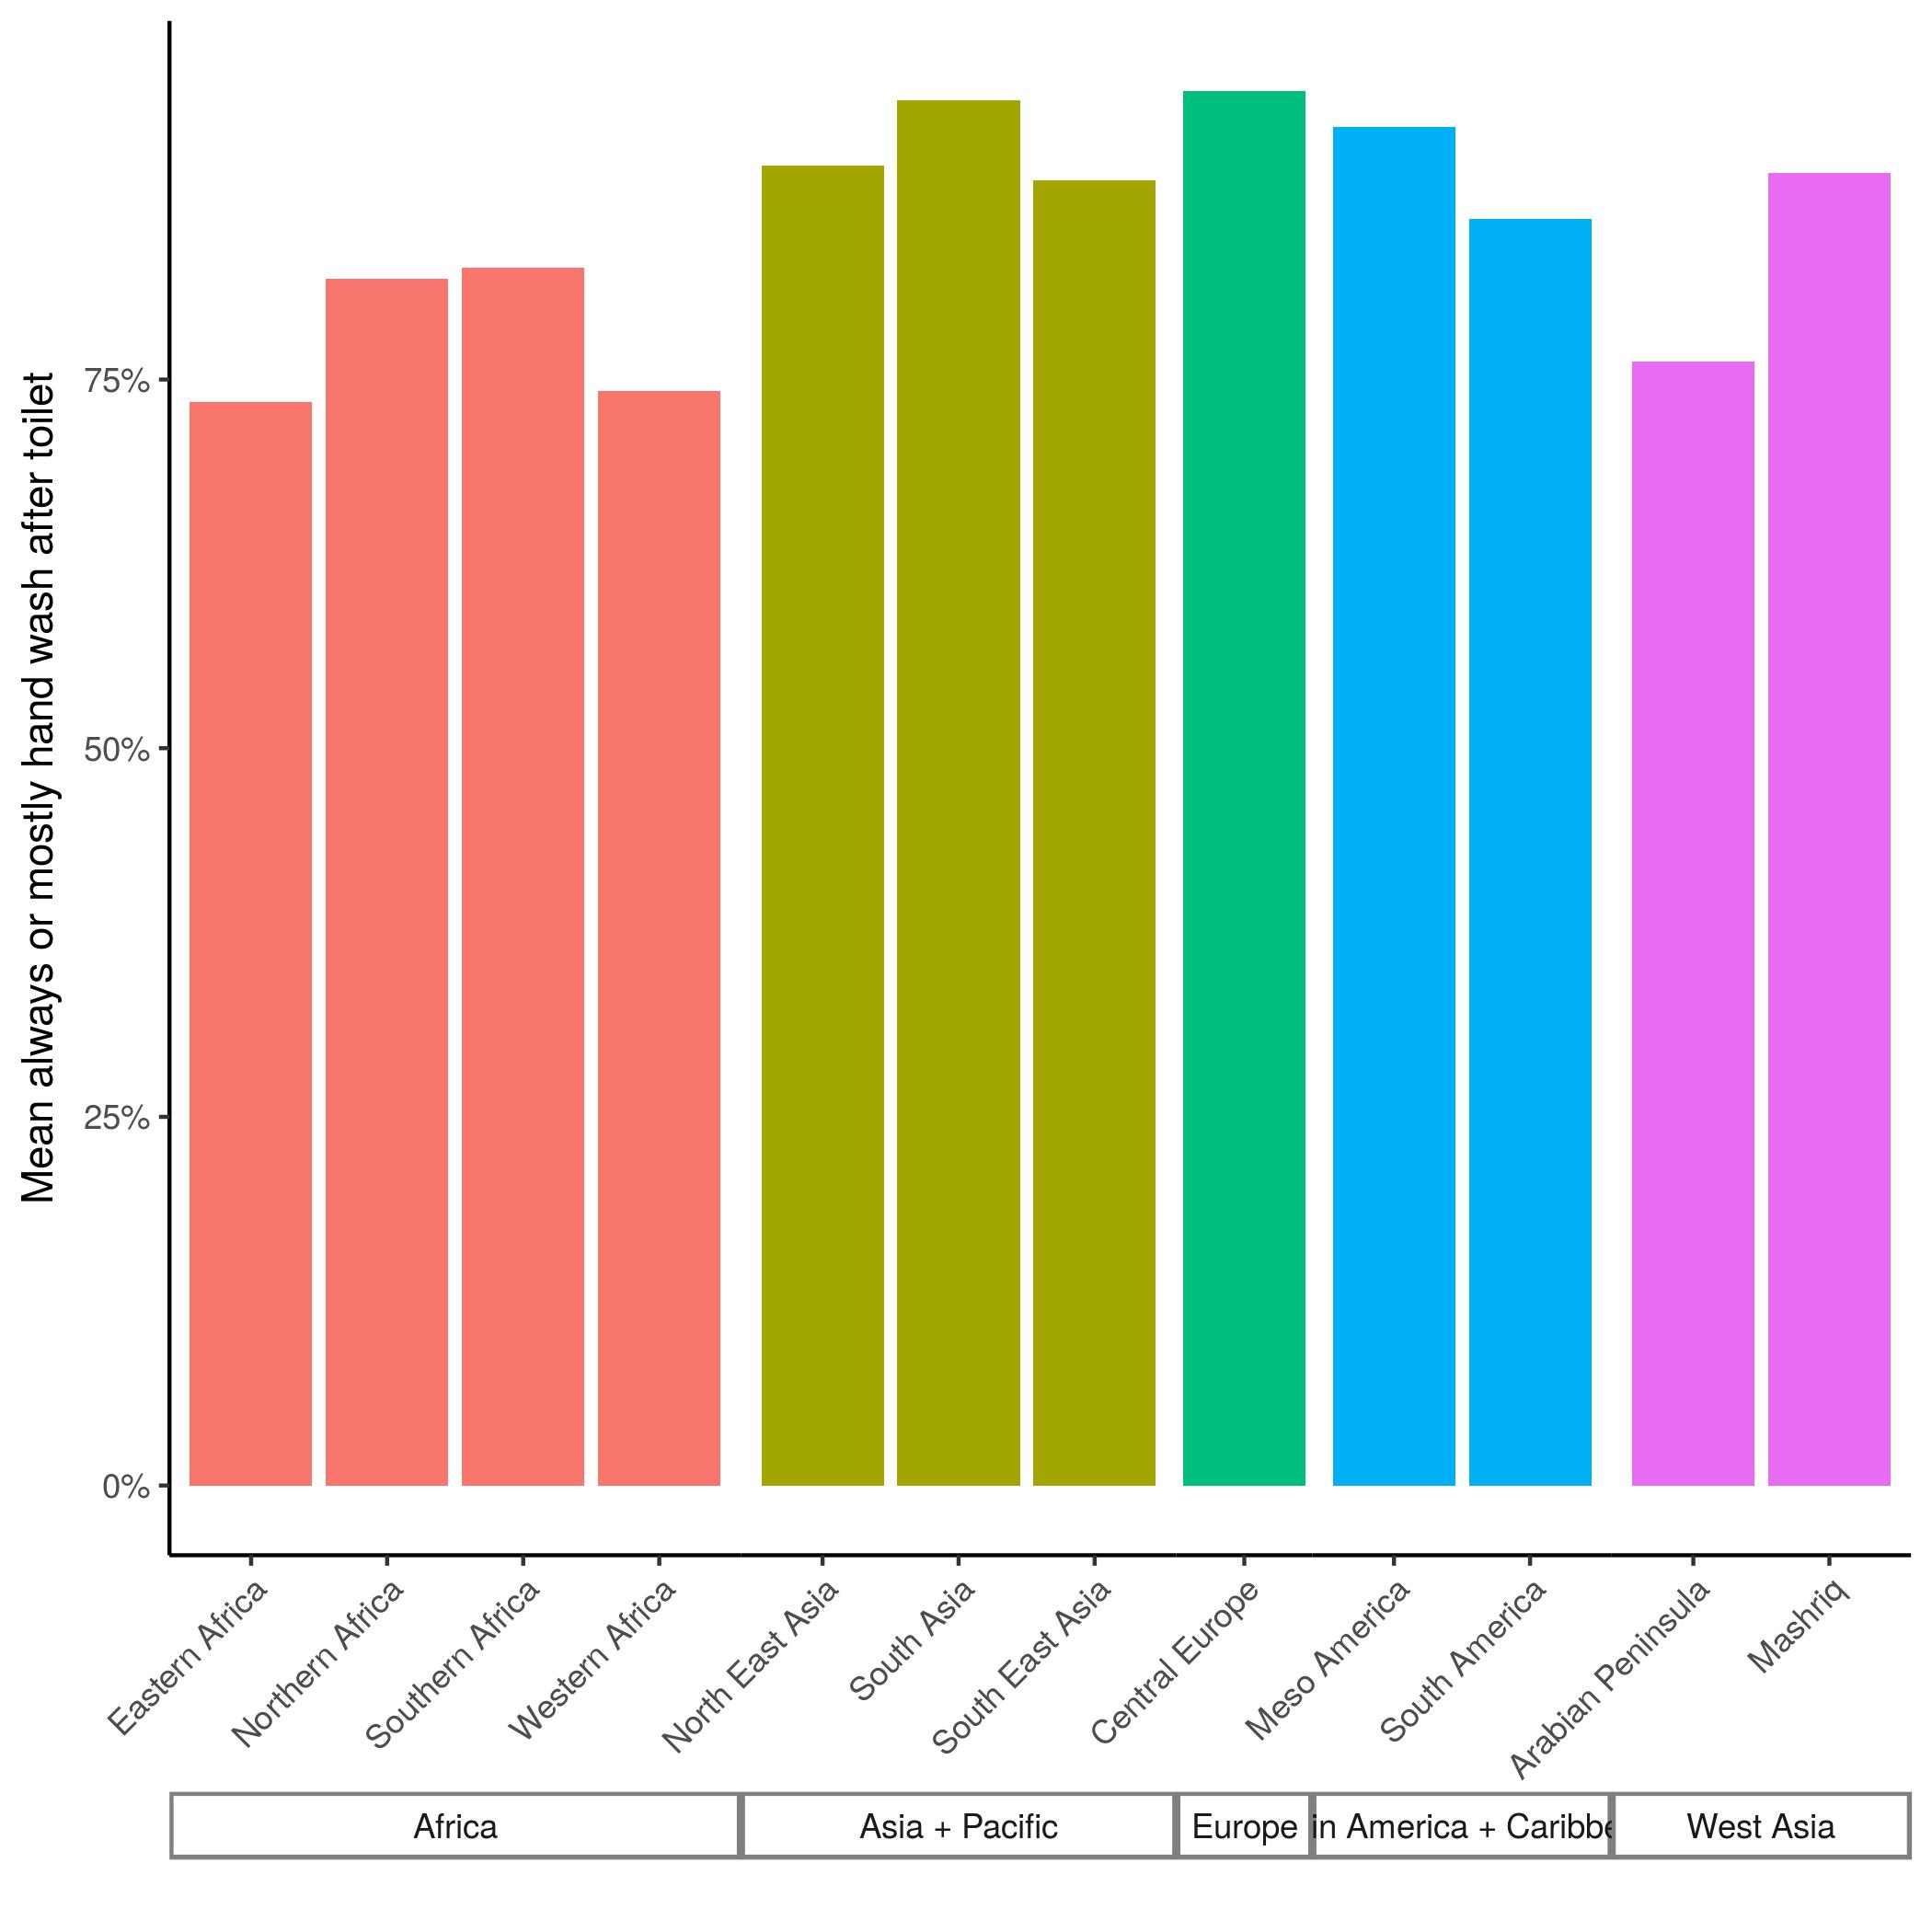 Mean always or mostly hand wash after toilet
75%
50%
25%
0%
Eastern Africa
Northern Africa
Southern Africa
Western Africa
North East Asia
South Asia
South East Asia
Central Europe
Meso America
South America
Arabian Peninsula
Mashriq
Africa
Asia + Pacific
Europe
in America + Caribbe
West Asia